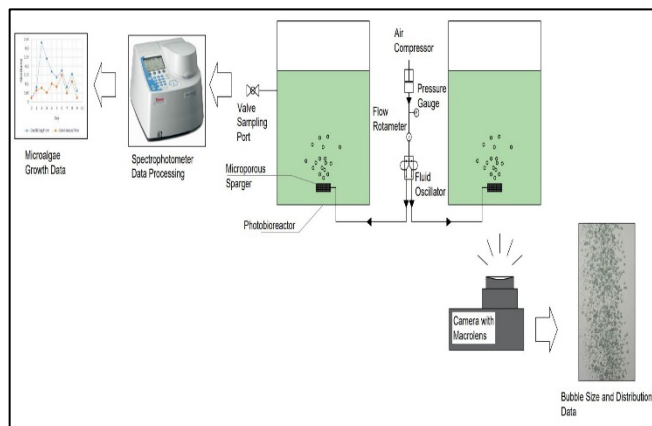 Air
Compressor
Pressure
Gauge
Flow
Rotameter
Valve
Sampling
Port
Fluid
Oscillator
Microporous
Sparger
Photobioreactor
Microalgae
Growth Data
Spectrophotometer
Data Processing
Camera with
Macrolens
Bubble Size and Distribution
Data